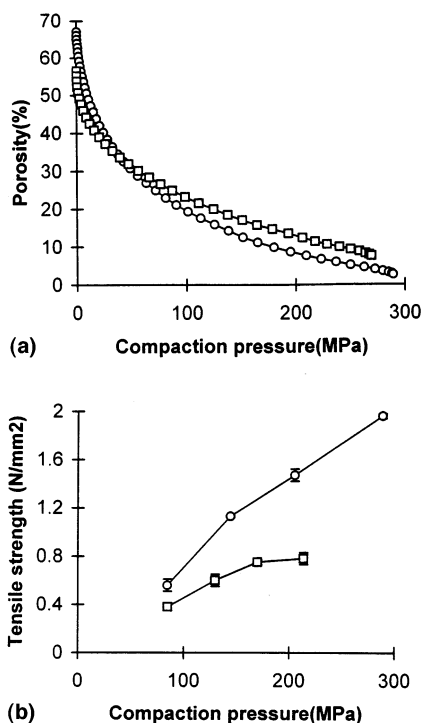 70
60
50
40
30
20
10
0
Porosity(%)
0 100 200 300
(a) Compaction pressure(MPa)
2
1.6
1.2
0.8
0.4
0
Tensile strength (N/mm2)
0 100 200 300
(b) Compaction pressure(MPa)